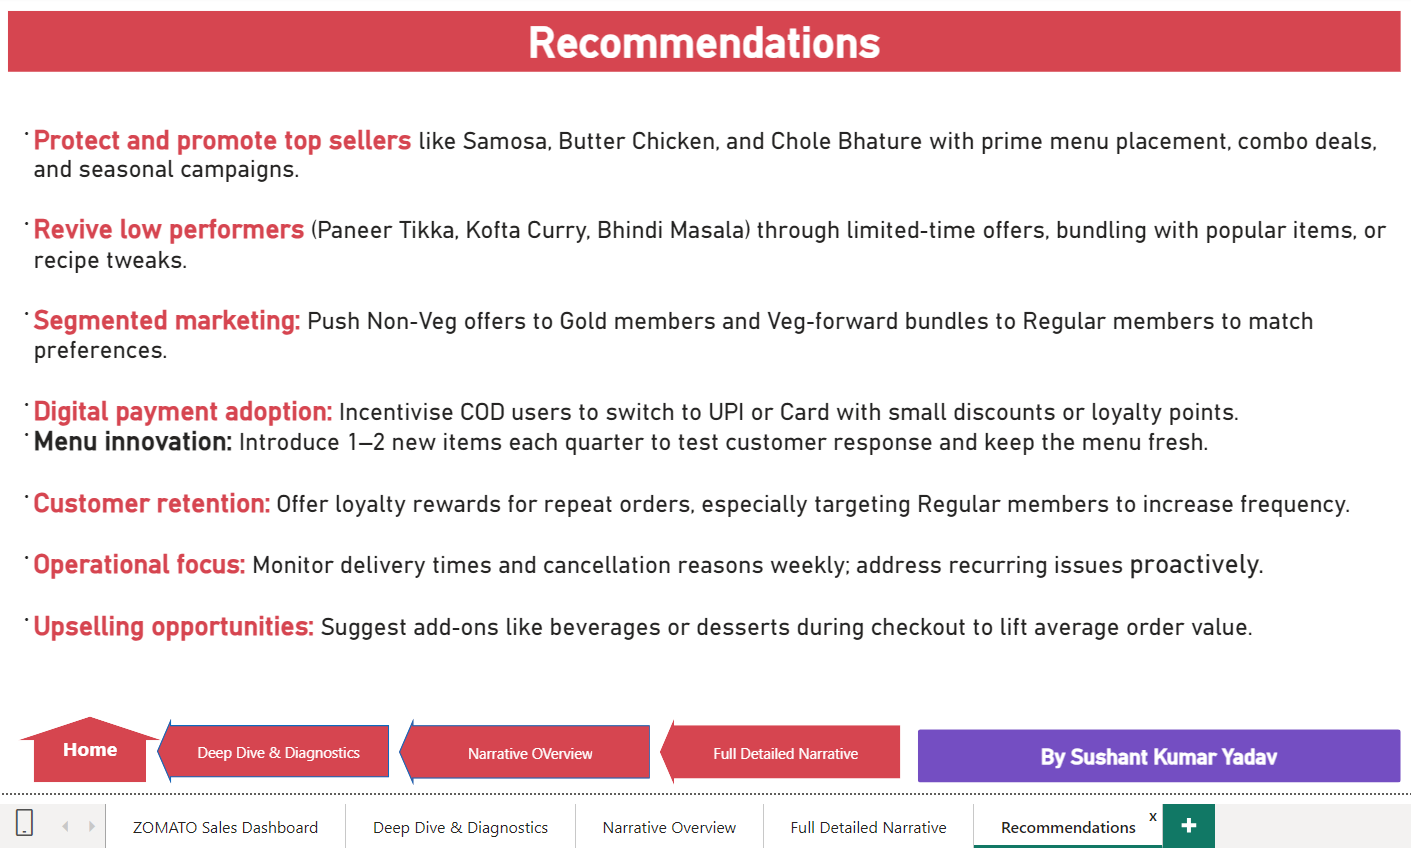 Recommendations
· Protect and promote top sellers like Samosa, Butter Chicken, and Chole Bhature with prime menu placement, combo deals,
and seasonal campaigns.
· Revive low performers (Paneer Tikka, Kofta Curry, Bhindi Masala) through limited-time offers, bundling with popular items, or
recipe tweaks.
· Segmented marketing: Push Non-Veg offers to Gold members and Veg-forward bundles to Regular members to match
preferences.
· Digital payment adoption: Incentivise COD users to switch to UPI or Card with small discounts or loyalty points.
· Menu innovation: Introduce 1–2 new items each quarter to test customer response and keep the menu fresh.
· Customer retention: Offer loyalty rewards for repeat orders, especially targeting Regular members to increase frequency.
· Operational focus: Monitor delivery times and cancellation reasons weekly; address recurring issues proactively.
· Upselling opportunities: Suggest add-ons like beverages or desserts during checkout to lift average order value.
Home
Deep Dive & Diagnostics
Narrative OVerview
Full Detailed Narrative
By Sushant Kumar Yadav
ZOMATO Sales Dashboard
Deep Dive & Diagnostics
Narrative Overview
Full Detailed Narrative
Recommendations
x
+